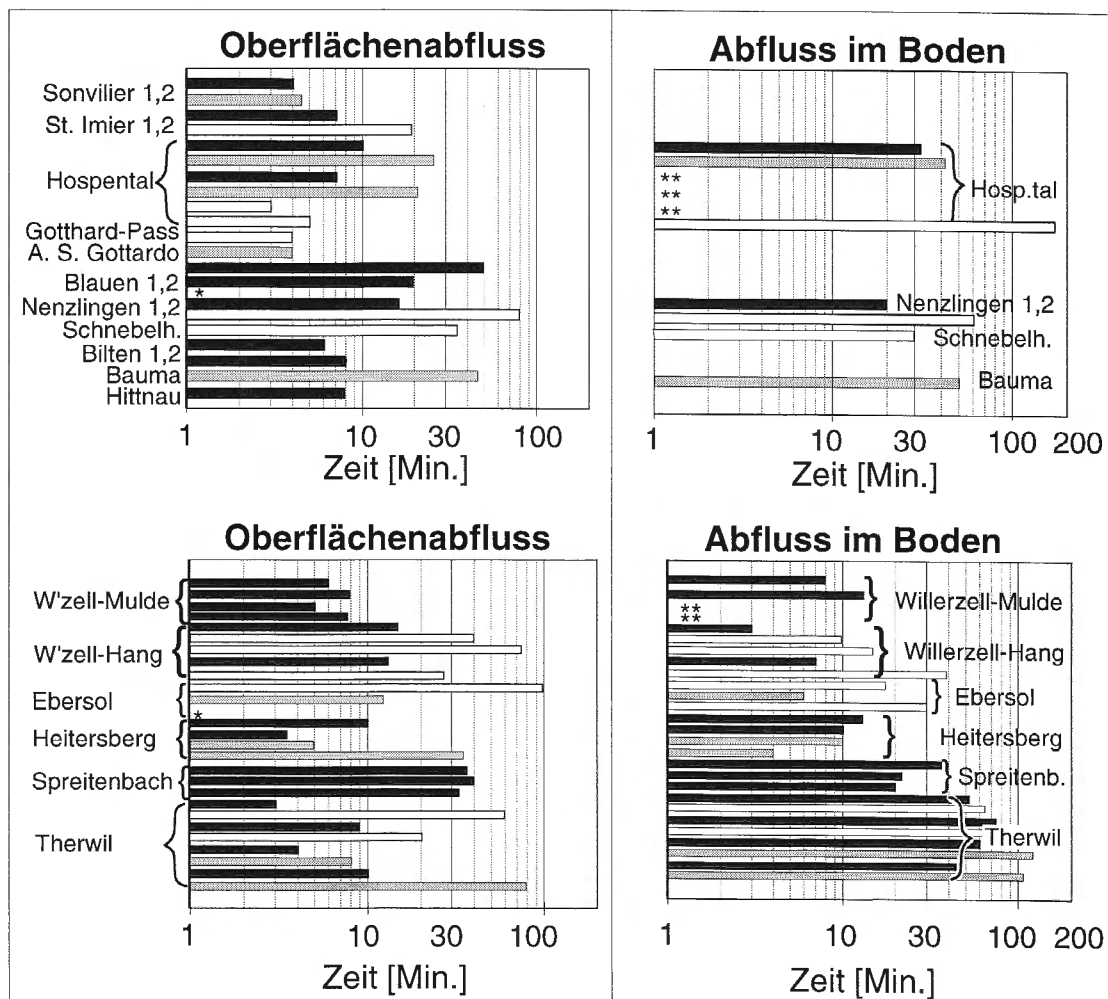 Oberflächenabfluss
Sonvilier 1,2
St. Imier 1,2
Hospental
Gotthard-Pass
A. S. Gottardo
Blauen 1,2
*
Nenzlingen 1,2
Schnebelh.
Bilten 1,2
Bauma
Hittnau
1 10 30 100
Zeit [Min.]
Abfluss im Boden
**
**
**
Hosp.tal
Nenzlingen 1,2
Schnebelh.
Bauma
1 10 30 100 200
Zeit [Min.]
Oberflächenabfluss
W'zell-Mulde
W'zell-Hang
Ebersol
*
Heitersberg
Spreitenbach
Therwil
1 10 30 100
Zeit [Min.]
Abfluss im Boden
Willerzell-Mulde
**
**
Willerzell-Hang
Ebersol
Heitersberg
Spreitenb.
Therwil
1 10 30 100 200
Zeit [Min.]